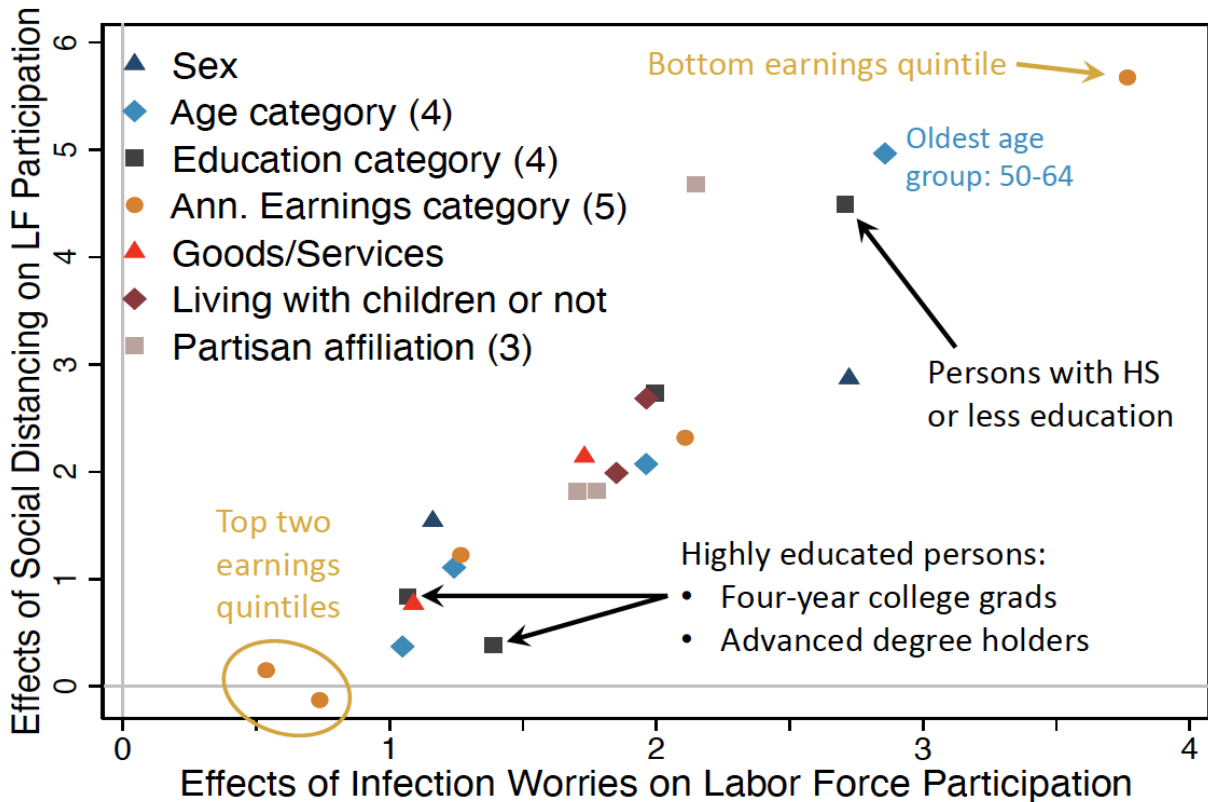 Effects of Social Distancing on LF Participation
6
5
4
3
2
1
0
Sex
Age category (4)
Education category (4)
Ann. Earnings category (5)
Goods/Services
Living with children or not
Partisan affiliation (3)
Bottom earnings quintile
Oldest age
group: 50-64
Persons with HS
or less education
Top two
earnings
quintiles
Highly educated persons:
• Four-year college grads
• Advanced degree holders
0
1
2
3
4
Effects of Infection Worries on Labor Force Participation